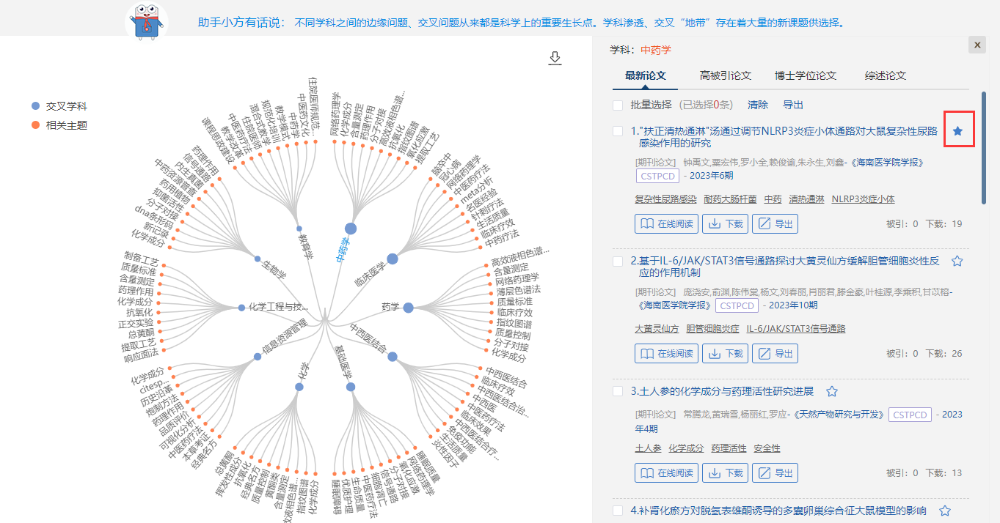 助手小方有话说： 不同学科之间的边缘问题、交叉问题从来都是科学上的重要生长点。学科渗透、交叉“地带”存在着大量的新课题供选择。
交叉学科
相关主题
中药学
网络药理学
化学成分
含量测定
药理作用
分子对接
高效液相色谱...
抗氧化
指纹图谱
氧化应激
提取工艺
临床医学
脑卒中
冠心病
网络药理学
中医药疗法
meta分析
名医经验
针刺疗法
生活质量
临床疗效
中药疗法
药学
高效液相色谱...
含量测定
网络药理学
薄层色谱法
质量标准
临床疗效
指纹图谱
质量控制
分子对接
化学成分
中西医结合
中西医结合
临床疗效
中西医结合治...
中西医
中医药疗法
临床效果
中西医结合疗...
免疫功能
生活质量
炎性因子
基础医学
睡眠质量
网络药理学
氧化应激
分子对接
信号通路
细胞凋亡
中医药疗法
生命质量
优质护理
睡眠障碍
化学
化学成分
指纹图谱
效液相色谱...
含量测定
黄酮类
质量控制
经典名方
抗氧化
挥发性成分
总黄酮
信息资源管理
经典名方
本草考证
中医药疗法
可视化分析
品质评价
药理作用
炮制方法
历史沿革
citesp...
化学成分
化学工程与技...
响应面法
提取工艺
总黄酮
正交实验
抗氧化
化学成分
药理作用
含量测定
质量标准
制备工艺
生物学
化学成分
新记录
dna条形码
分子对接
抑菌活性
药用植物
中药资源普查
内生真菌
信号通路
药理作用
教育学
课程思政建设
教学改革
中医药疗法
住院医师
混合式教学
规范化培训
教学模式
中药学
中医药文化
住院医师规范...
学科：中药学
x
最新论文 高被引论文 博士学位论文 综述论文
批量选择 (已选择0条) 清除 导出
1."扶正清热通淋"汤通过调节NLRP3炎症小体通路对大鼠复杂性尿路
感染作用的研究
[期刊论文] 钟禹文,粟宏伟,罗小全,赖俊谕,朱永生,刘鑫-《海南医学院学报》
CSTPCD - 2023年6期
复杂性尿路感染 耐药大肠杆菌 中药 清热通淋 NLRP3炎症小体
在线阅读 下载 导出 被引：0 下载：19
2.基于IL-6/JAK/STAT3信号通路探讨大黄灵仙方缓解胆管细胞炎性反
应的作用机制
[期刊论文] 庞浇安,俞渊,陈伟棠,杨文,刘春丽,肖丽君,滕金豪,叶桂源,李乘积,甘苡榕-
《海南医学院学报》 CSTPCD - 2023年10期
大黄灵仙方 胆管细胞炎症 IL-6/JAK/STAT3信号通路
在线阅读 下载 导出 被引：0 下载：26
3.土人参的化学成分与药理活性研究进展
[期刊论文] 常腾龙,黄瑞雪,杨丽红,罗应-《天然产物研究与开发》 CSTPCD - 2023
年4期
土人参 化学成分 药理活性 安全性
在线阅读 下载 导出 被引：0 下载：13
4.补肾化瘀方对脱氢表雄酮诱导的多囊卵巢综合征大鼠模型的影响